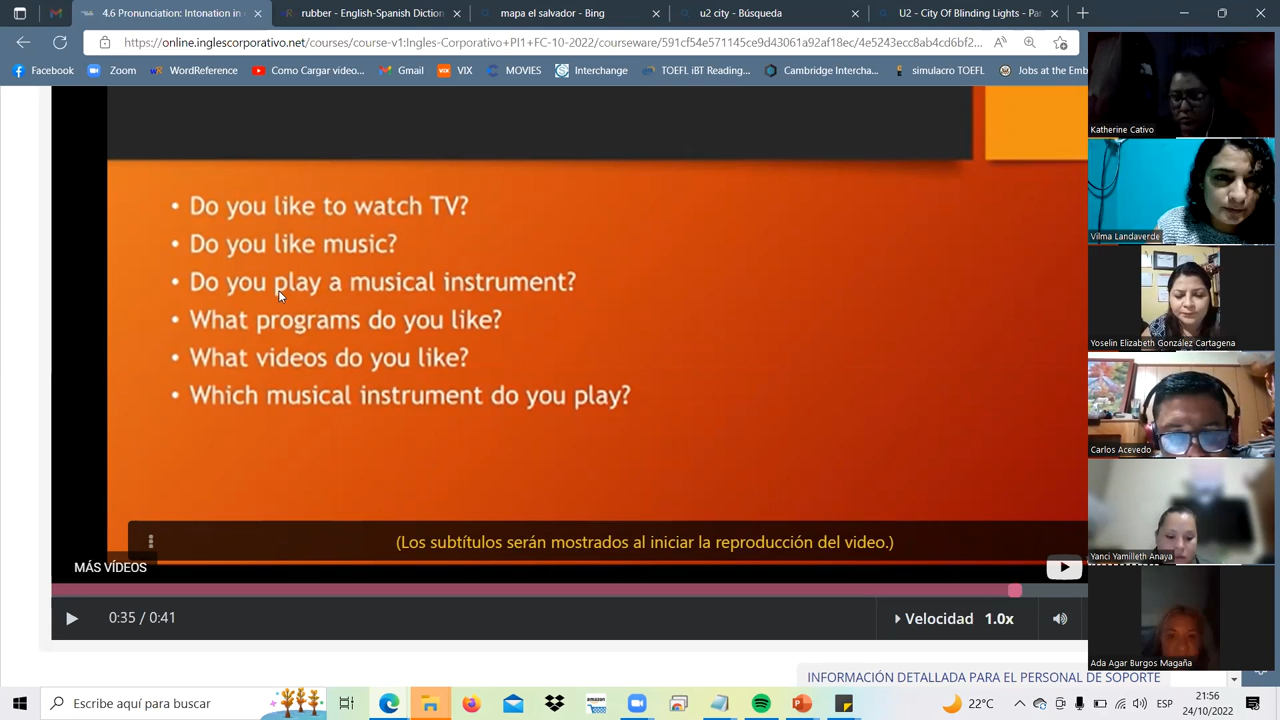 4.6 Pronouncing: Intonation in
rubber - English-Spanish Diction
mapa el salvador - Bing
u2 city - Búsqueda
U2 - City Of Blinding Lights - Par
https://online.inglescorporativo.net/courses/course-v1:Ingles-Corporativo+PI1+FC-10-2022/courseware/591cf54e571145ce9d43061a92af18ec/4e5243ecc8ab4cd6bf2...
Facebook
Zoom
WordReference
Como Cargar video...
Gmail
VIX
MOVIES
Interchange
TOEFL iBT Reading...
Cambridge Intercha...
simulacro TOEFL
Jobs at the Emb
• Do you like to watch TV?
• Do you like music?
• Do you play a musical instrument?
• What programs do you like?
• What videos do you like?
• Which musical instrument do you play?
(Los subtítulos serán mostrados al iniciar la reproducción del video.)
MÁS VÍDEOS
0:35 / 0:41
Velocidad 1.0x
INFORMACIÓN DETALLADA PARA EL PERSONAL DE SOPORTE
Katherine Cativo
Vilma Landaverde
Yoselin Elizabeth González Cartagena
Carlos Acevedo
Yanci Yamilleth Anaya
Ada Agar Burgos Magaña
Escribe aquí para buscar
amazon
22°C
ESP
21:56
24/10/2022